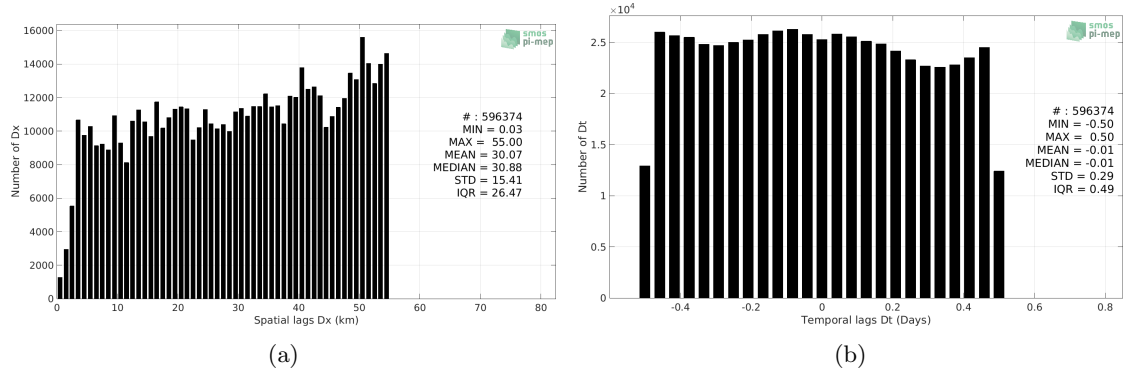 16000
14000
12000
10000
8000
6000
4000
2000
0
Number of Dx
0 10 20 30 40 50 60 70 80
Spatial lags Dx (km)
smos
pi-mep
# : 596374
MIN = 0.03
MAX = 55.00
MEAN = 30.07
MEDIAN = 30.88
STD = 15.41
IQR = 26.47
(a)
×10⁴
2.5
2
1.5
1
0.5
0
Number of Dt
-0.4 -0.2 0 0.2 0.4 0.6 0.8
Temporal lags Dt (Days)
smos
pi-mep
# : 596374
MIN = -0.50
MAX = 0.50
MEAN = -0.01
MEDIAN = -0.01
STD = 0.29
IQR = 0.49
(b)